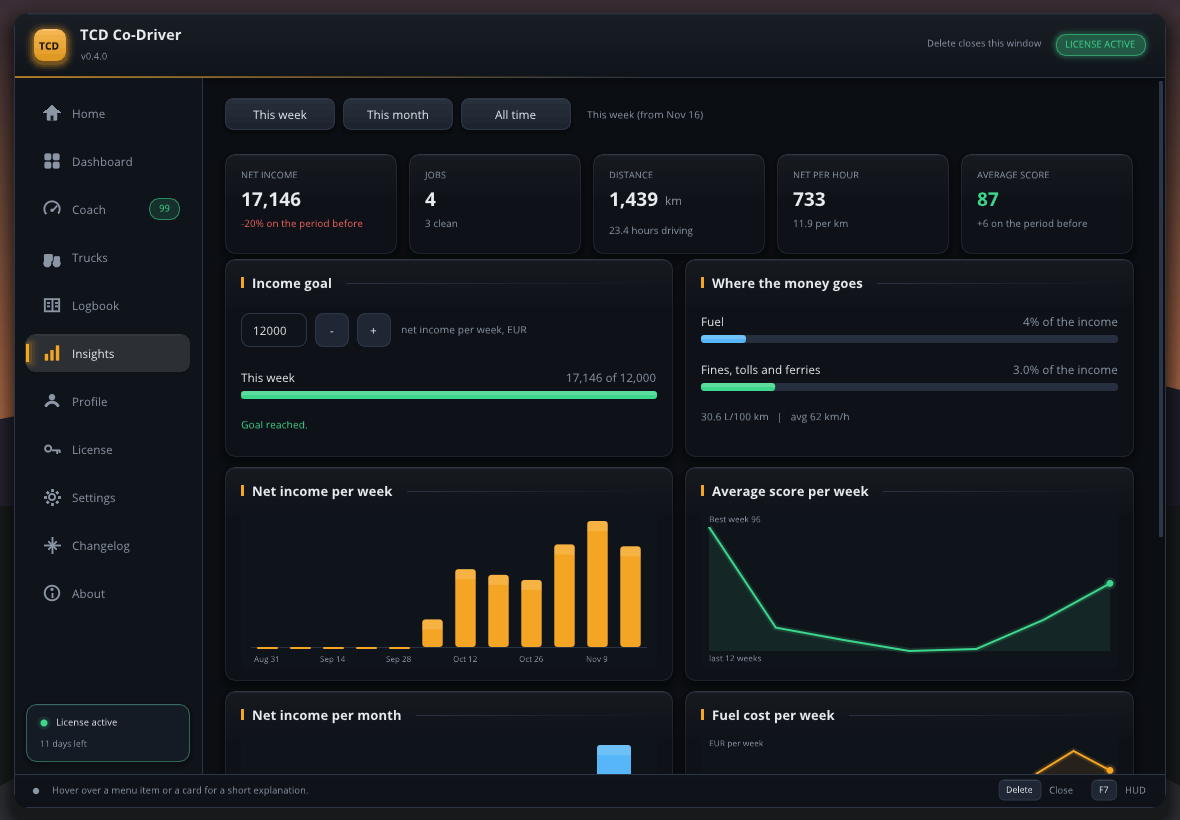 TCD
TCD Co-Driver
v0.4.0
Delete closes this window
LICENSE ACTIVE
Home
Dashboard
Coach
99
Trucks
Logbook
Insights
Profile
License
Settings
Changelog
About
License active
11 days left
This week
This month
All time
This week (from Nov 16)
NET INCOME
17,146
-20% on the period before
JOBS
4
3 clean
DISTANCE
1,439 km
23.4 hours driving
NET PER HOUR
733
11.9 per km
AVERAGE SCORE
87
+6 on the period before
Income goal
12000
-
+
net income per week, EUR
This week
17,146 of 12,000
Goal reached.
Where the money goes
Fuel
4% of the income
Fines, tolls and ferries
3.0% of the income
30.6 L/100 km | avg 62 km/h
Net income per week
Aug 31
Sep 14
Sep 28
Oct 12
Oct 26
Nov 9
Average score per week
Best week 96
last 12 weeks
Net income per month
Fuel cost per week
EUR per week
Hover over a menu item or a card for a short explanation.
Delete
Close
F7
HUD